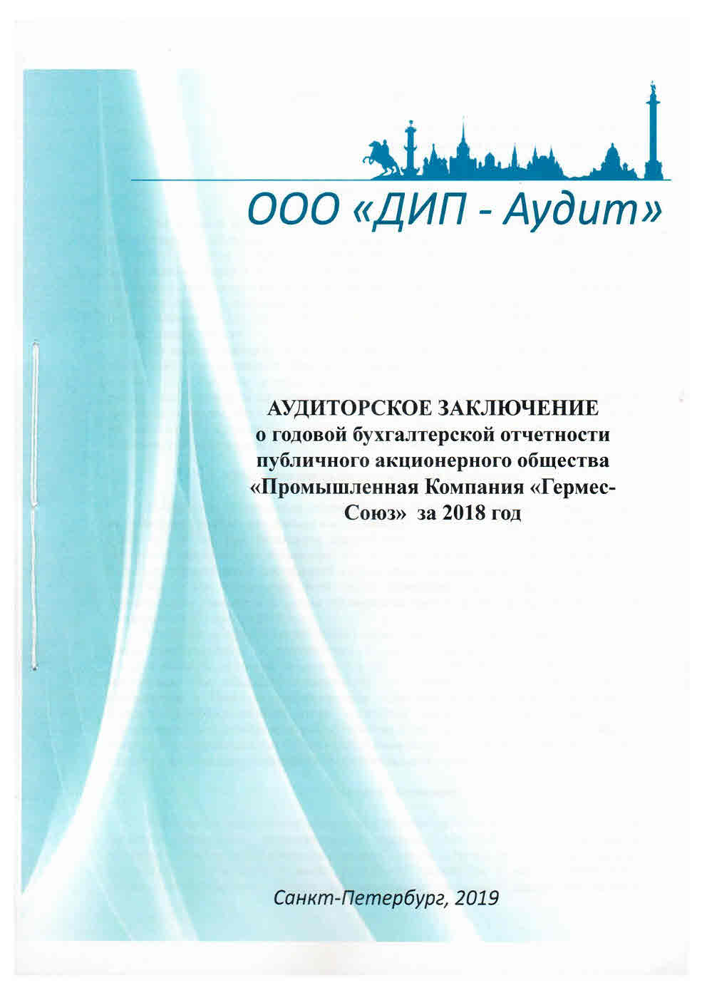 ООО «ДИП - Аудит»
АУДИТОРСКОЕ ЗАКЛЮЧЕНИЕ
о годовой бухгалтерской отчетности
публичного акционерного общества
«Промышленная Компания «Гермес-
Союз»  за 2018 год
Санкт-Петербург, 2019